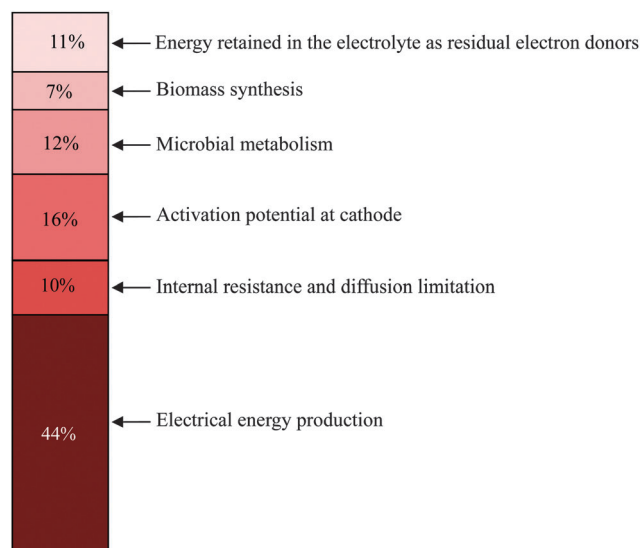 11% Energy retained in the electrolyte as residual electron donors
7% Biomass synthesis
12% Microbial metabolism
16% Activation potential at cathode
10% Internal resistance and diffusion limitation
44% Electrical energy production